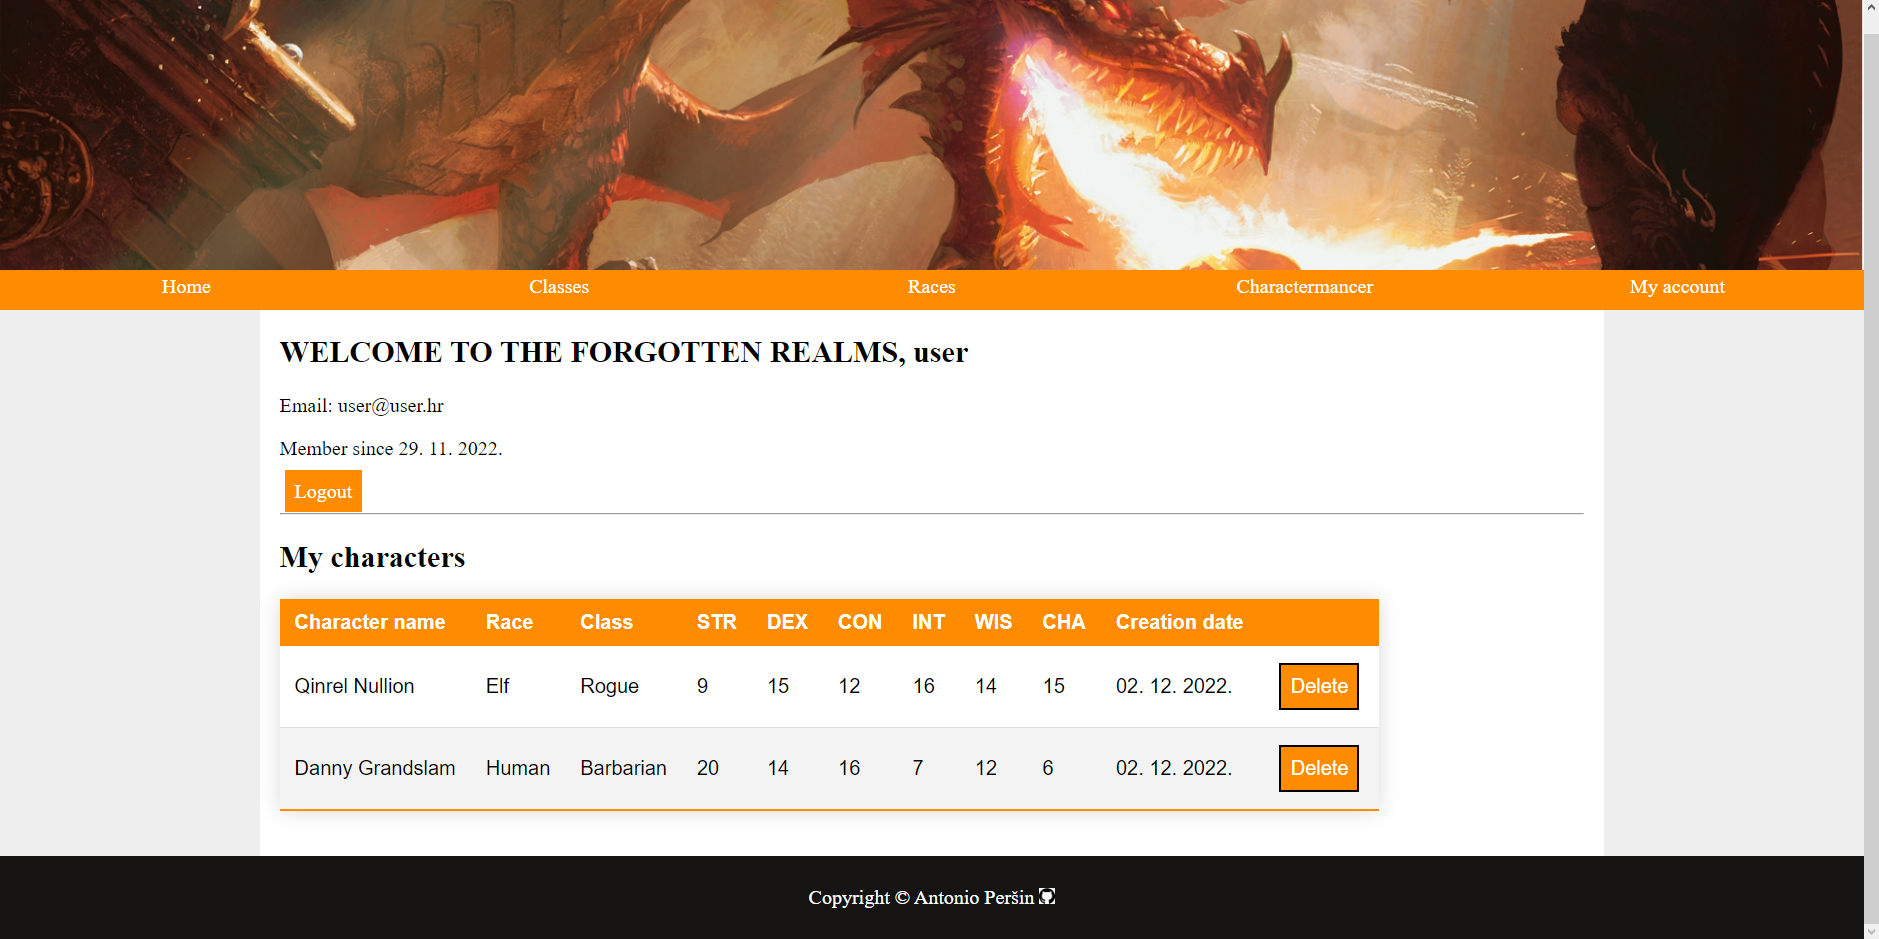 Home Classes Races Charactermancer My account
WELCOME TO THE FORGOTTEN REALMS, user
Email: user@user.hr
Member since 29. 11. 2022.
Logout
My characters
Character name Race Class STR DEX CON INT WIS CHA Creation date
Qinrel Nullion Elf Rogue 9 15 12 16 14 15 02. 12. 2022. Delete
Danny Grandslam Human Barbarian 20 14 16 7 12 6 02. 12. 2022. Delete
Copyright © Antonio Peršin